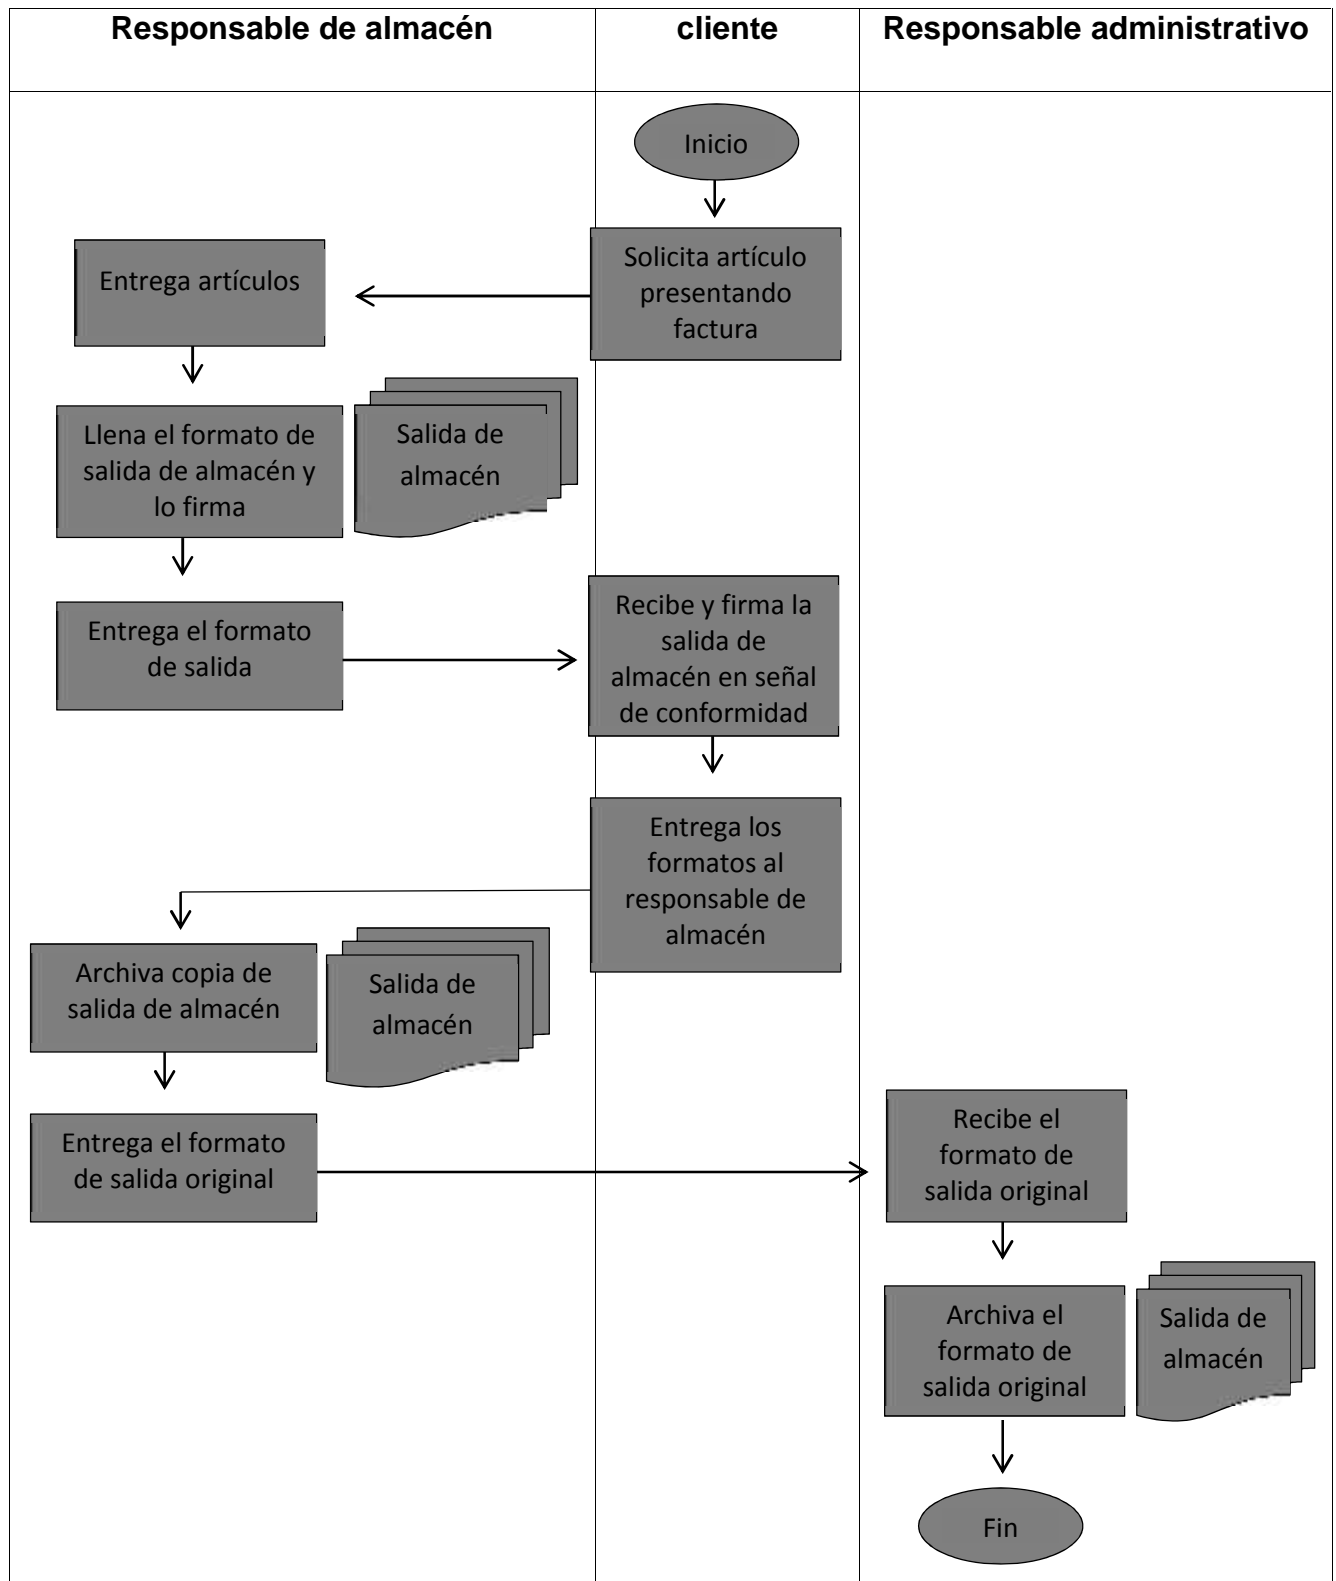 Responsable de almacén
cliente
Responsable administrativo
Inicio
Solicita artículo
presentando
factura
Entrega artículos
Llena el formato de
salida de almacén y
lo firma
Salida de
almacén
Entrega el formato
de salida
Recibe y firma la
salida de
almacén en señal
de conformidad
Entrega los
formatos al
responsable de
almacén
Archiva copia de
salida de almacén
Salida de
almacén
Entrega el formato
de salida original
Recibe el
formato de
salida original
Archiva el
formato de
salida original
Salida de
almacén
Fin